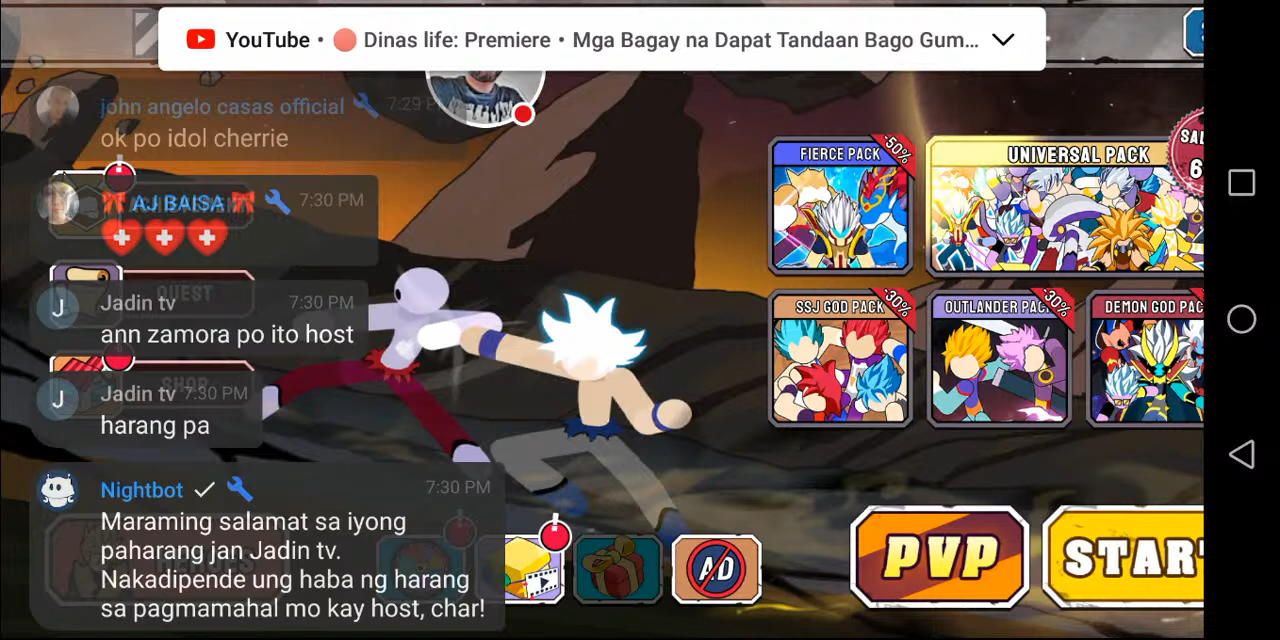 YouTube • Dinas life: Premiere • Mga Bagay na Dapat Tandaan Bago Gum...
john angelo casas official 7:29 P
ok po idol cherrie
AJ BAISA 7:30 PM
QUEST
Jadin tv 7:30 PM
ann zamora po ito host
SHOP
Jadin tv 7:30 PM
harang pa
Nightbot 7:30 PM
Maraming salamat sa iyong
paharang jan Jadin tv.
Nakadipende ung haba ng harang
sa pagmamahal mo kay host, char!
HEROES
FIERCE PACK -50%
UNIVERSAL PACK
SAL
6
SSJ GOD PACK -30%
OUTLANDER PACK -30%
DEMON GOD PAC
AD
PVP
START